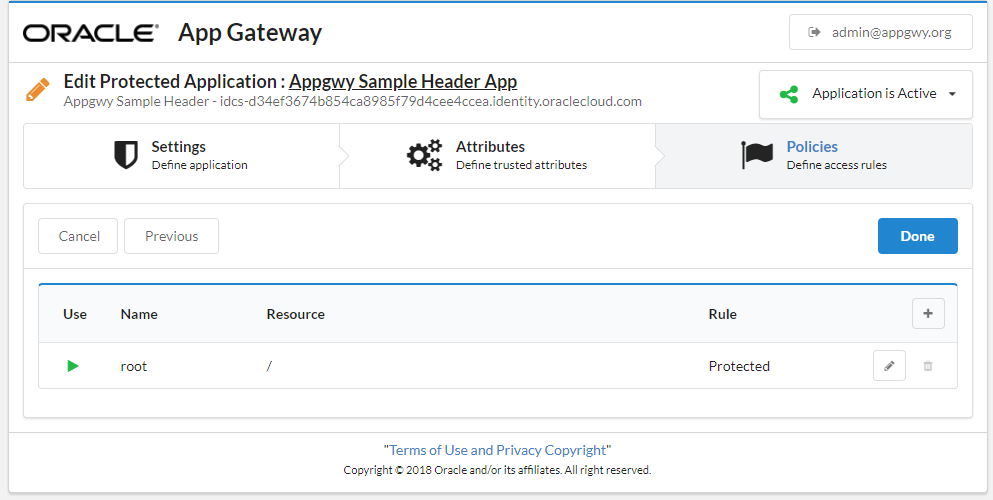 ORACLE® App Gateway
admin@appgwy.org
Edit Protected Application : Appgwy Sample Header App
Appgwy Sample Header - idcs-d34ef3674b854ca8985f79d4cee4ccea.identity.oraclecloud.com
Application is Active
Settings
Define application
Attributes
Define trusted attributes
Policies
Define access rules
Cancel
Previous
Done
Use Name Resource Rule +
root / Protected
"Terms of Use and Privacy Copyright"
Copyright © 2018 Oracle and/or its affiliates. All right reserved.